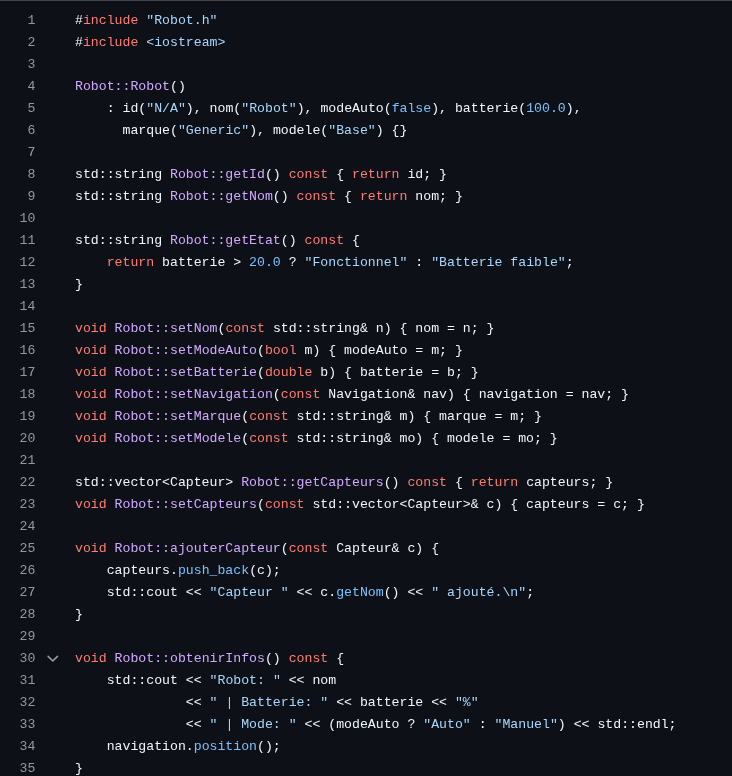 1 #include "Robot.h"
2 #include <iostream>
3
4 Robot::Robot()
5     : id("N/A"), nom("Robot"), modeAuto(false), batterie(100.0),
6       marque("Generic"), modele("Base") {}
7
8 std::string Robot::getId() const { return id; }
9 std::string Robot::getNom() const { return nom; }
10
11 std::string Robot::getEtat() const {
12     return batterie > 20.0 ? "Fonctionnel" : "Batterie faible";
13 }
14
15 void Robot::setNom(const std::string& n) { nom = n; }
16 void Robot::setModeAuto(bool m) { modeAuto = m; }
17 void Robot::setBatterie(double b) { batterie = b; }
18 void Robot::setNavigation(const Navigation& nav) { navigation = nav; }
19 void Robot::setMarque(const std::string& m) { marque = m; }
20 void Robot::setModele(const std::string& mo) { modele = mo; }
21
22 std::vector<Capteur> Robot::getCapteurs() const { return capteurs; }
23 void Robot::setCapteurs(const std::vector<Capteur>& c) { capteurs = c; }
24
25 void Robot::ajouterCapteur(const Capteur& c) {
26     capteurs.push_back(c);
27     std::cout << "Capteur " << c.getNom() << " ajouté.\n";
28 }
29
30 void Robot::obtenirInfos() const {
31     std::cout << "Robot: " << nom
32               << " | Batterie: " << batterie << "%"
33               << " | Mode: " << (modeAuto ? "Auto" : "Manuel") << std::endl;
34     navigation.position();
35 }